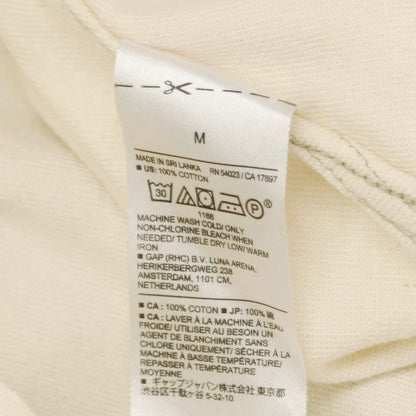 M
MADE IN SRI LANKA RN 54023 / CA 17897
■ US: 100% COTTON
30 P
1166
MACHINE WASH COLD/ ONLY
NON-CHLORINE BLEACH WHEN
NEEDED/ TUMBLE DRY LOW/ WARM
IRON
■ GAP (RHC) B.V. LUNA ARENA,
HERIKERBERGWEG 238
AMSTERDAM, 1101 CM,
NETHERLANDS
■ CA : 100% COTON ■ JP: 100% 綿
■ CA : LAVER À LA MACHINE À L'EAU
FROIDE/ UTILISER AU BESOIN UN
AGENT DE BLANCHIMENT SANS
CHLORE UNIQUEMENT/ SÉCHER À LA
MACHINE À BASSE TEMPÉRATURE/
REPASSER À TEMPÉRATURE
MODÉRÉE
■ ギャップジャパン株式会社 東京都
渋谷区千駄ヶ谷 5-32-10